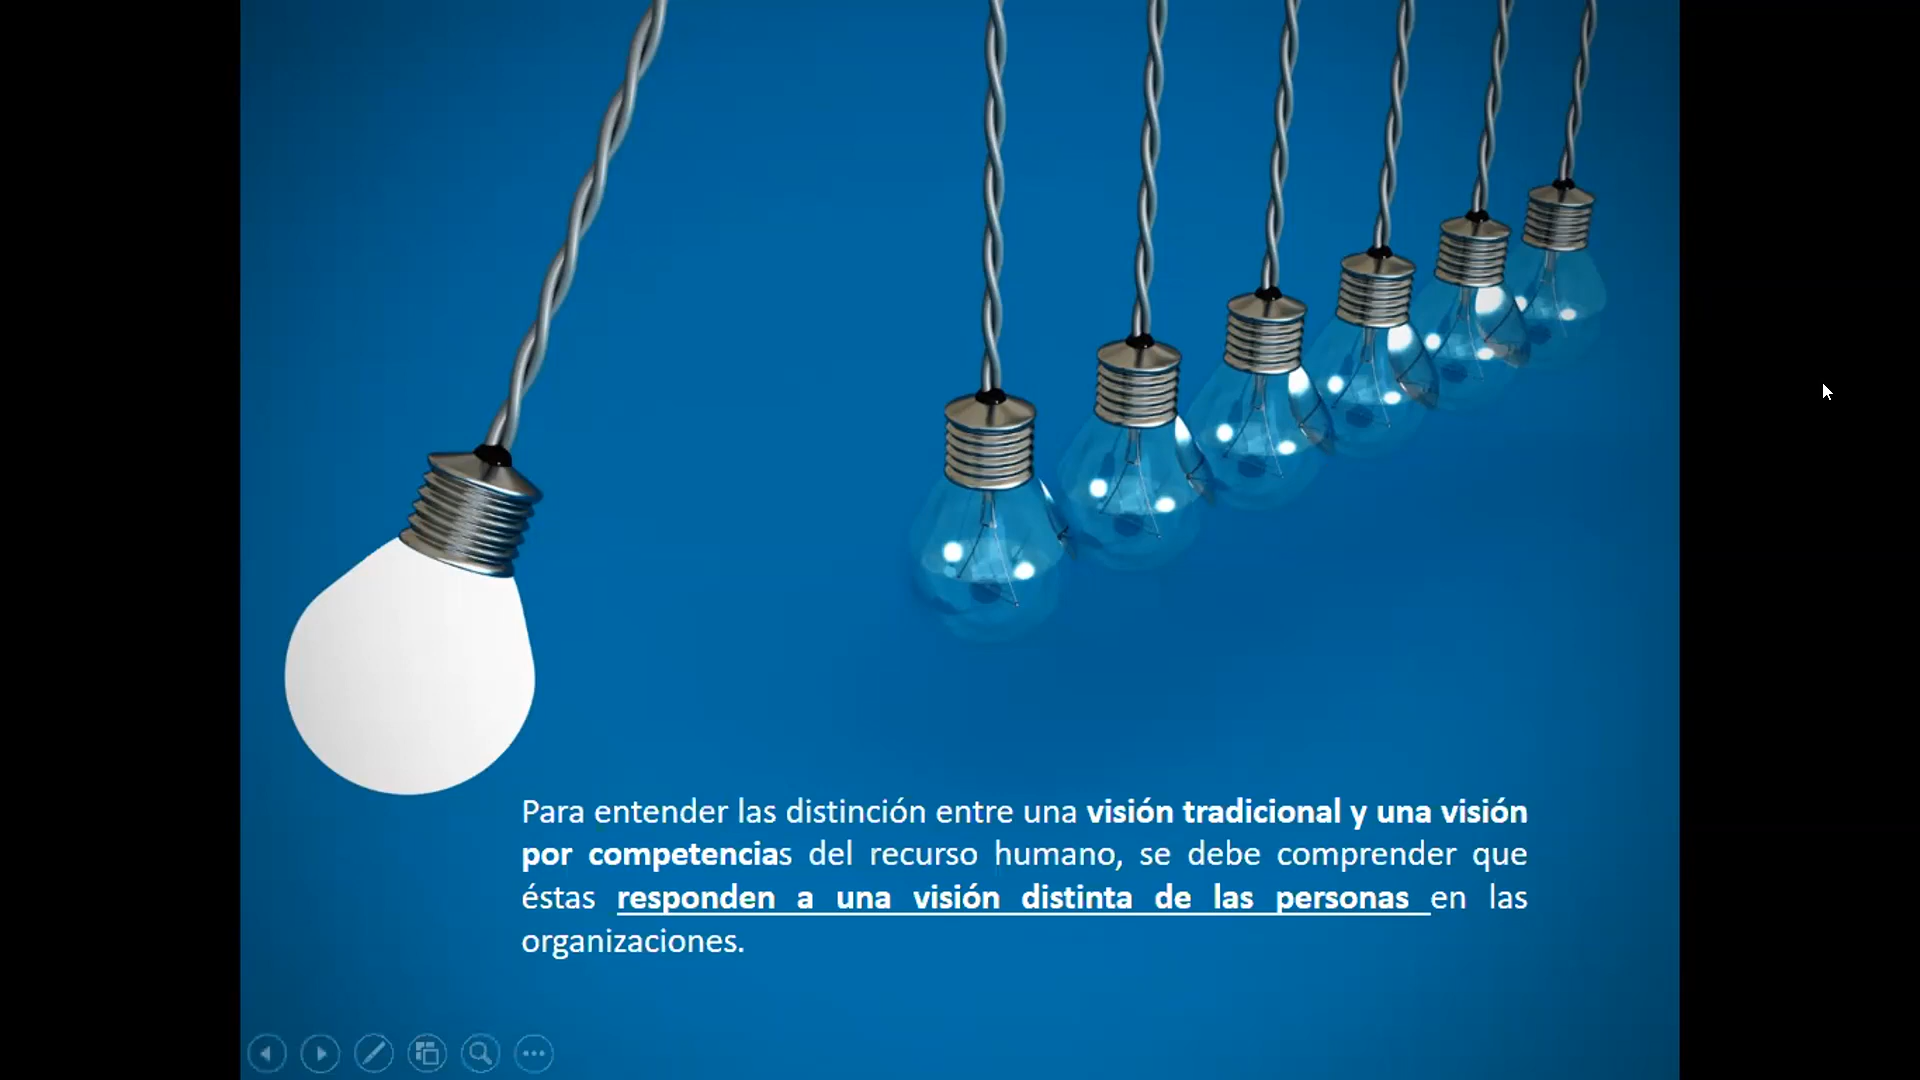 Para entender las distinción entre una visión tradicional y una visión
por competencias del recurso humano, se debe comprender que
éstas responden a una visión distinta de las personas en las
organizaciones.